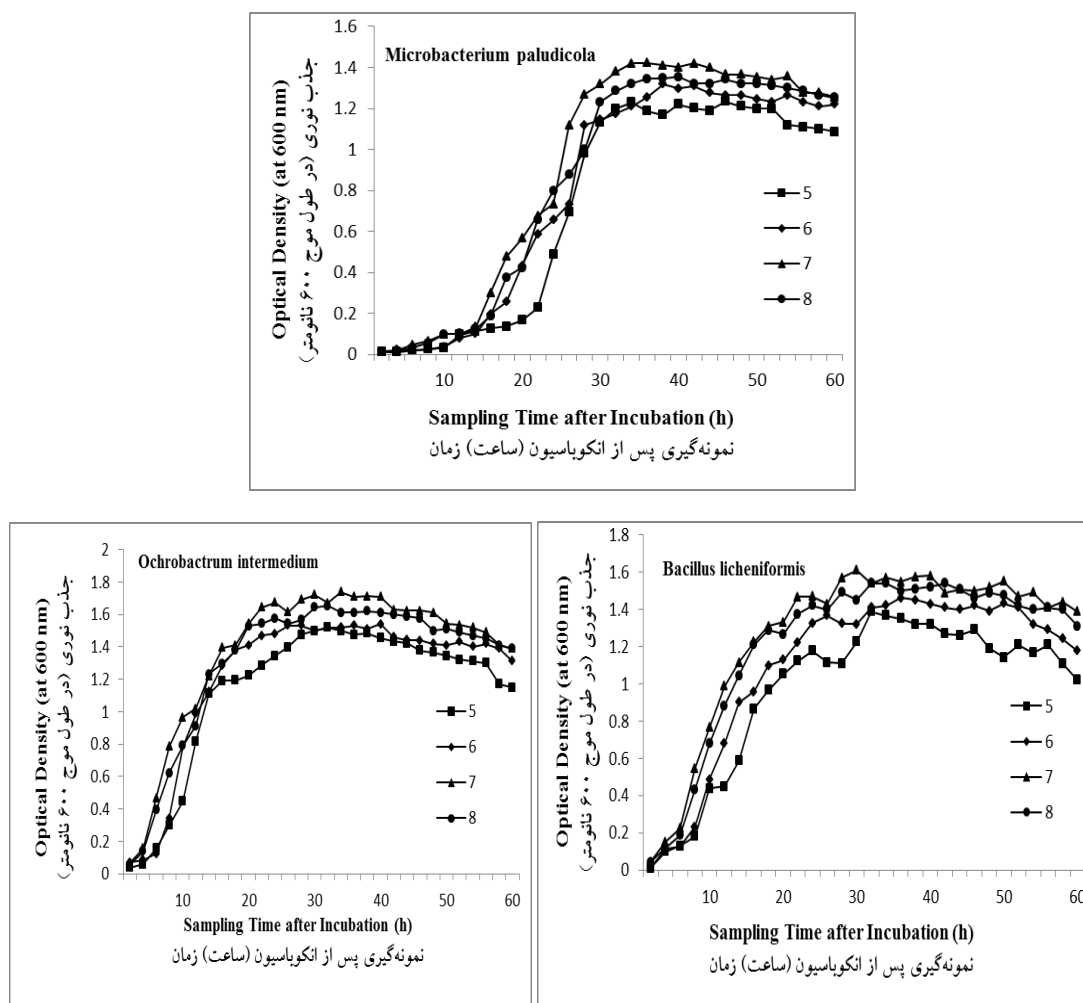 Microbacterium paludicola
Optical Density (at 600 nm)
جذب نوری (در طول موج ۶۰۰ نانومتر)
1.6
1.4
1.2
1
0.8
0.6
0.4
0.2
0
5
6
7
8
10 20 30 40 50 60
Sampling Time after Incubation (h)
نمونه‌گیری پس از انکوباسیون (ساعت) زمان
Ochrobactrum intermedium
Optical Density (at 600 nm)
جذب نوری (در طول موج ۶۰۰ نانومتر)
2
1.8
1.6
1.4
1.2
1
0.8
0.6
0.4
0.2
0
5
6
7
8
10 20 30 40 50 60
Sampling Time after Incubation (h)
نمونه‌گیری پس از انکوباسیون (ساعت) زمان
Bacillus licheniformis
Optical Density (at 600 nm)
جذب نوری (در طول موج ۶۰۰ نانومتر)
1.8
1.6
1.4
1.2
1
0.8
0.6
0.4
0.2
0
5
6
7
8
10 20 30 40 50 60
Sampling Time after Incubation (h)
نمونه‌گیری پس از انکوباسیون (ساعت) زمان